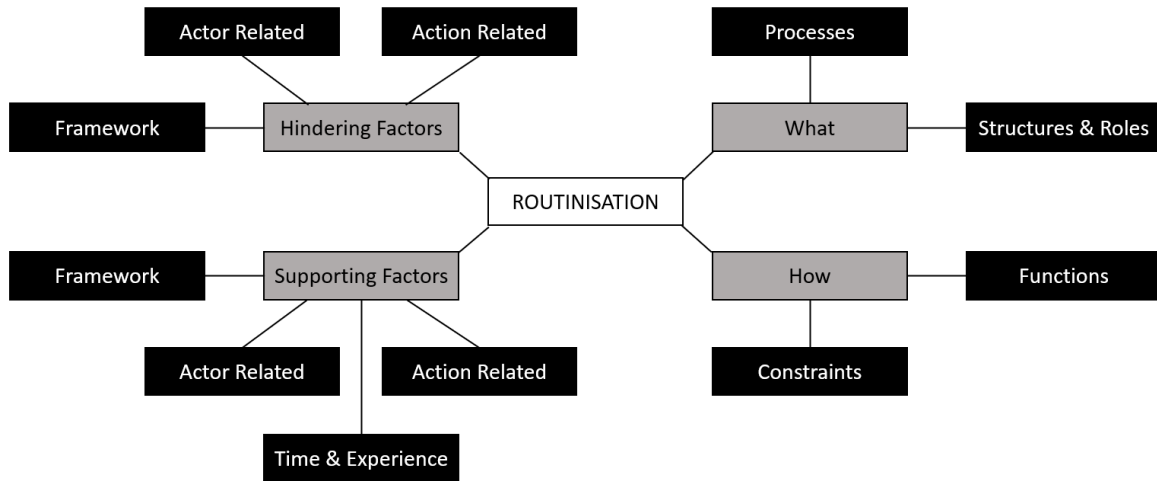 Actor Related
Action Related
Processes
Framework
Hindering Factors
What
Structures & Roles
ROUTINISATION
Framework
Supporting Factors
How
Functions
Actor Related
Action Related
Constraints
Time & Experience